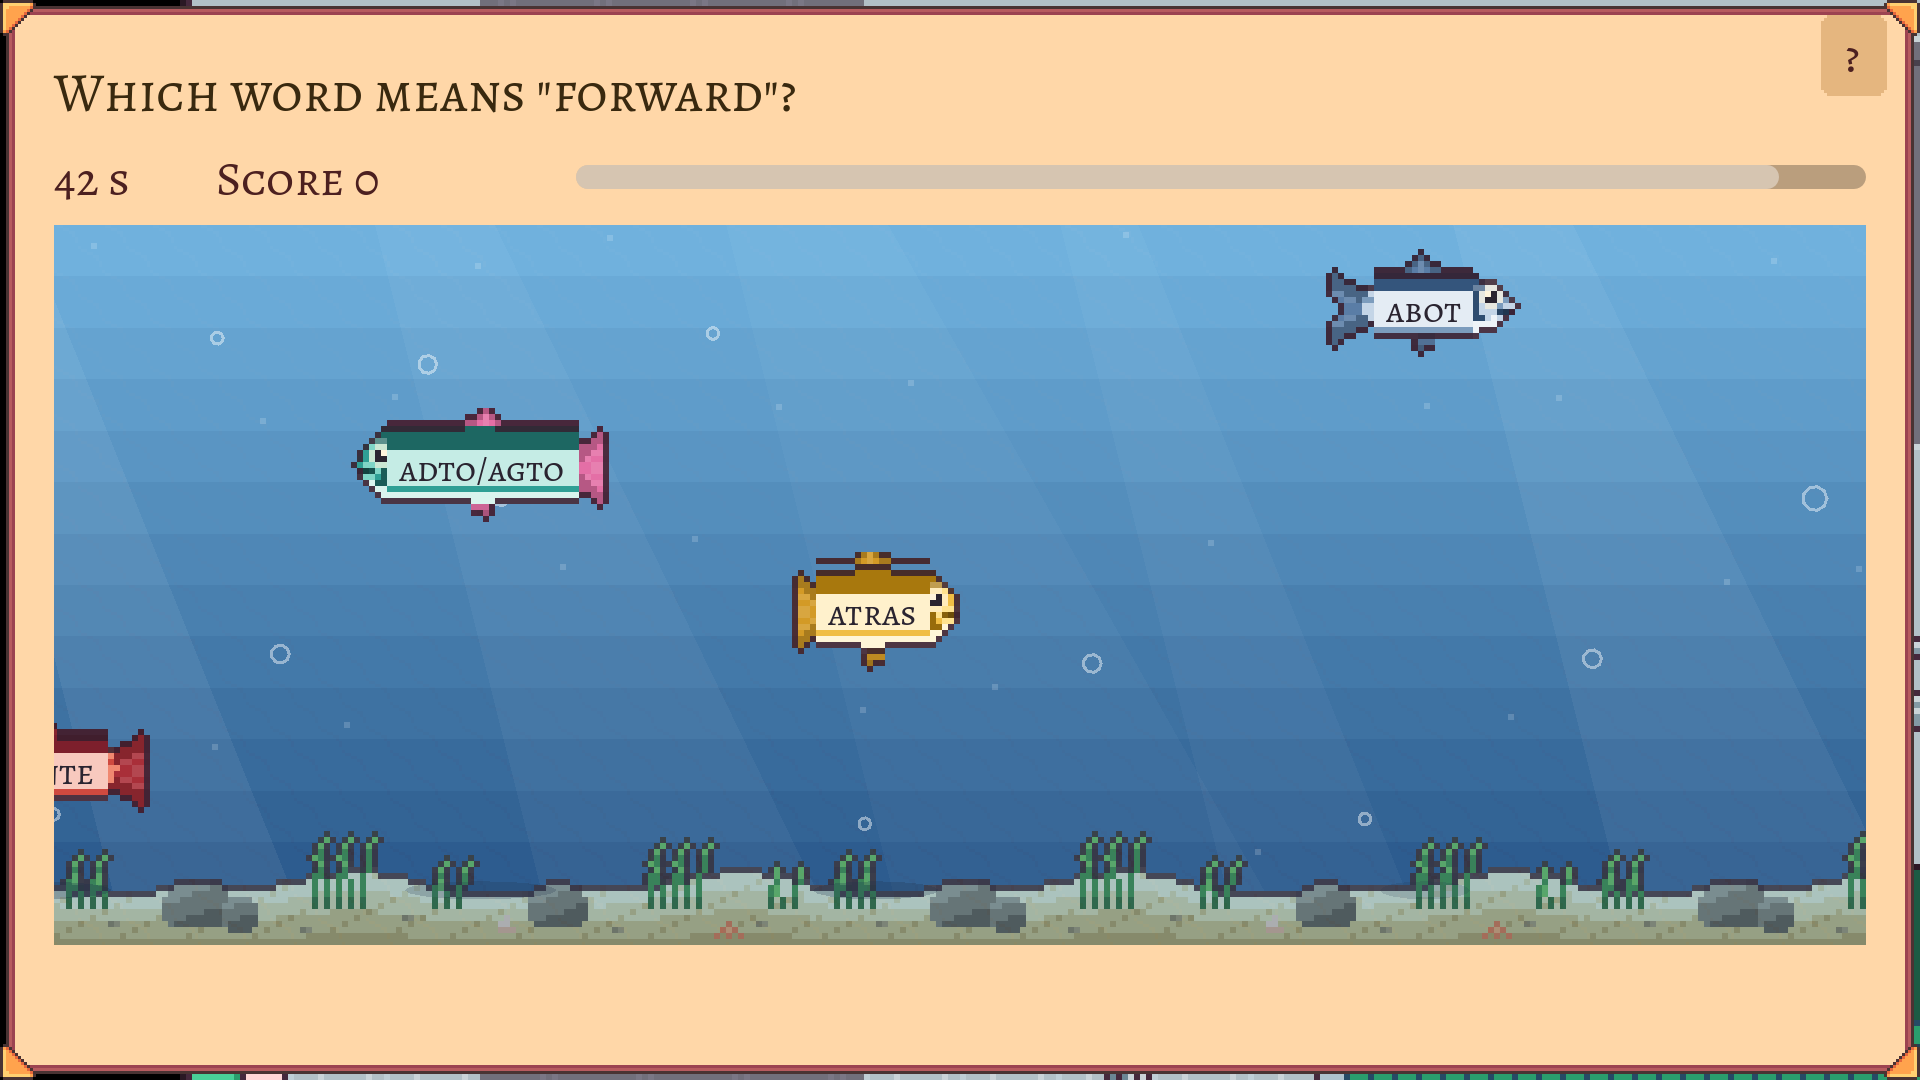 Which word means "forward"?
?
42 s
Score 0
abot
adto/agto
atras